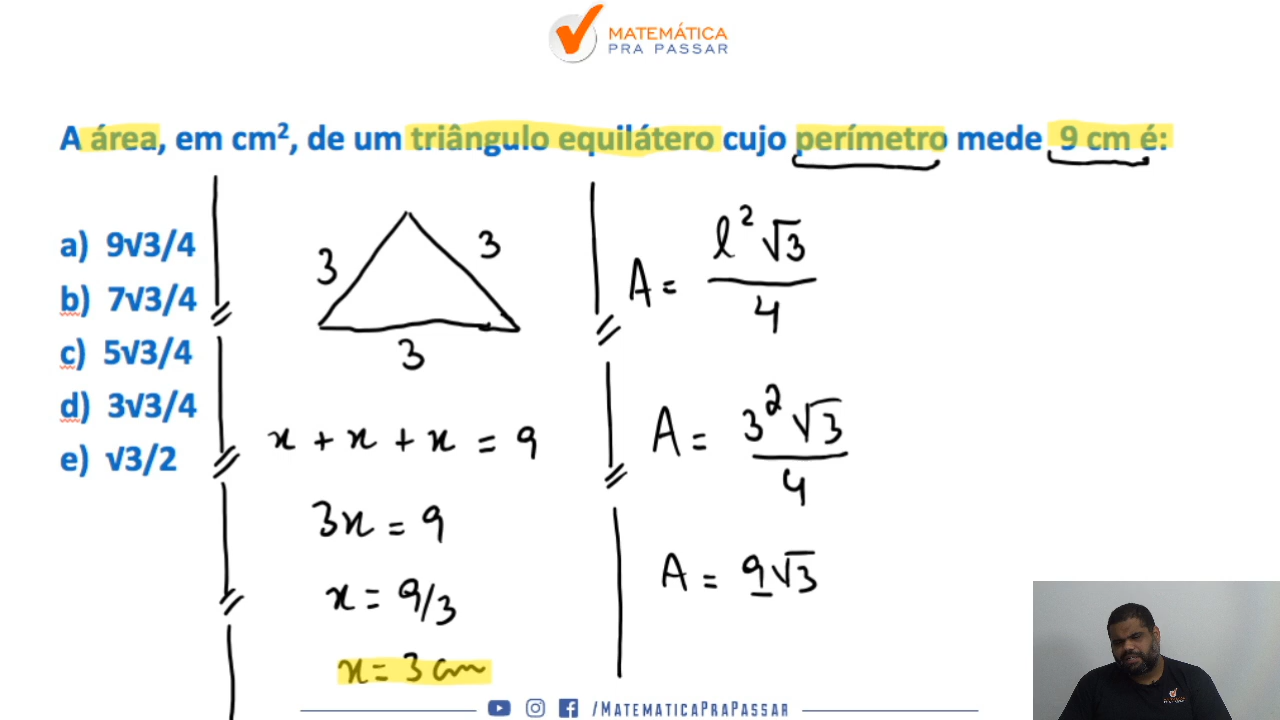 MATEMÁTICA
PRA PASSAR
A área, em cm², de um triângulo equilátero cujo perímetro mede 9 cm é:
a) 9√3/4
b) 7√3/4
c) 5√3/4
d) 3√3/4
e) √3/2
3
3
3
x + x + x = 9
3x = 9
x = 9/3
x = 3 cm
A = l²√3
4
A = 3²√3
4
A = 9√3
/MATEMATICAPRAPASSAR